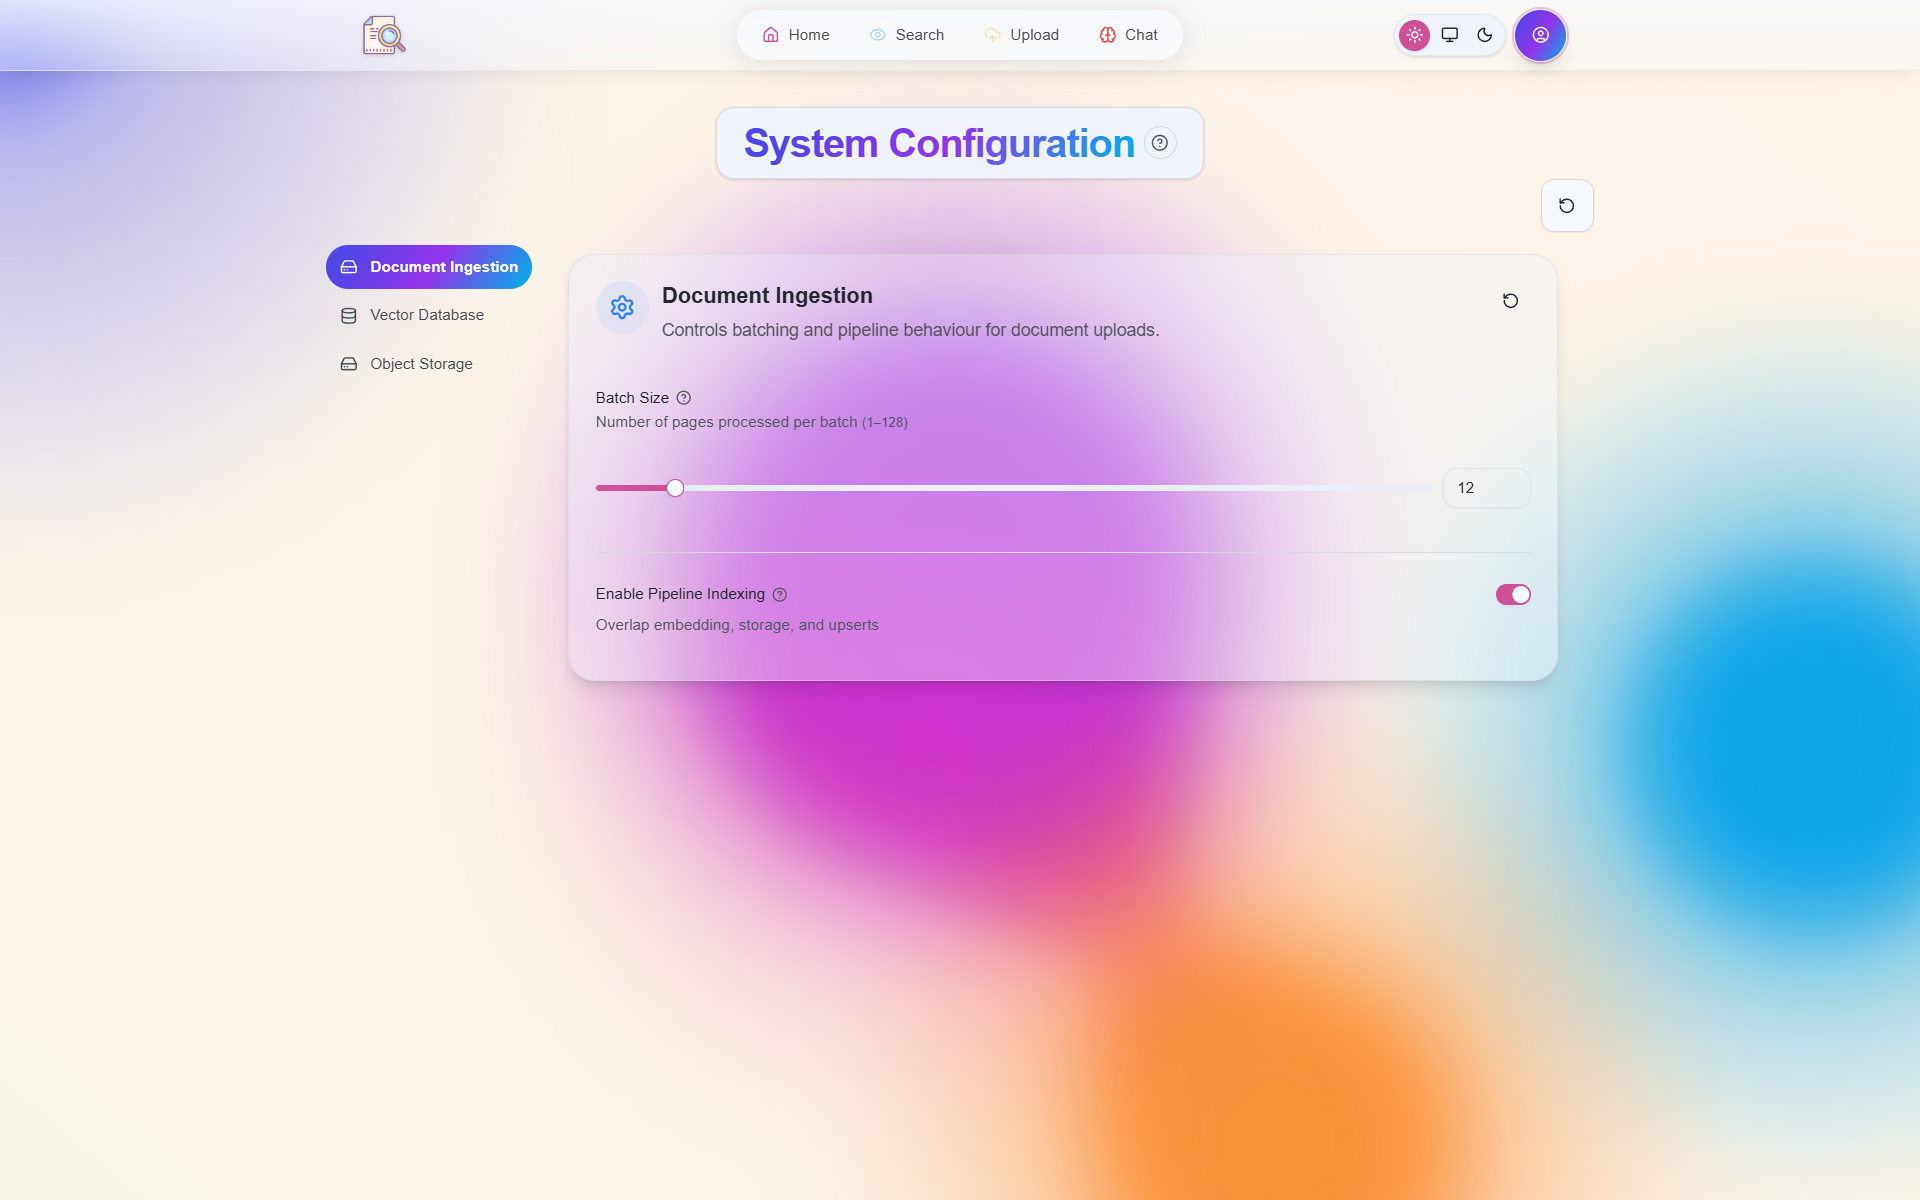 Home
Search
Upload
Chat
System Configuration
Document Ingestion
Vector Database
Object Storage
Document Ingestion
Controls batching and pipeline behaviour for document uploads.
Batch Size
Number of pages processed per batch (1–128)
12
Enable Pipeline Indexing
Overlap embedding, storage, and upserts